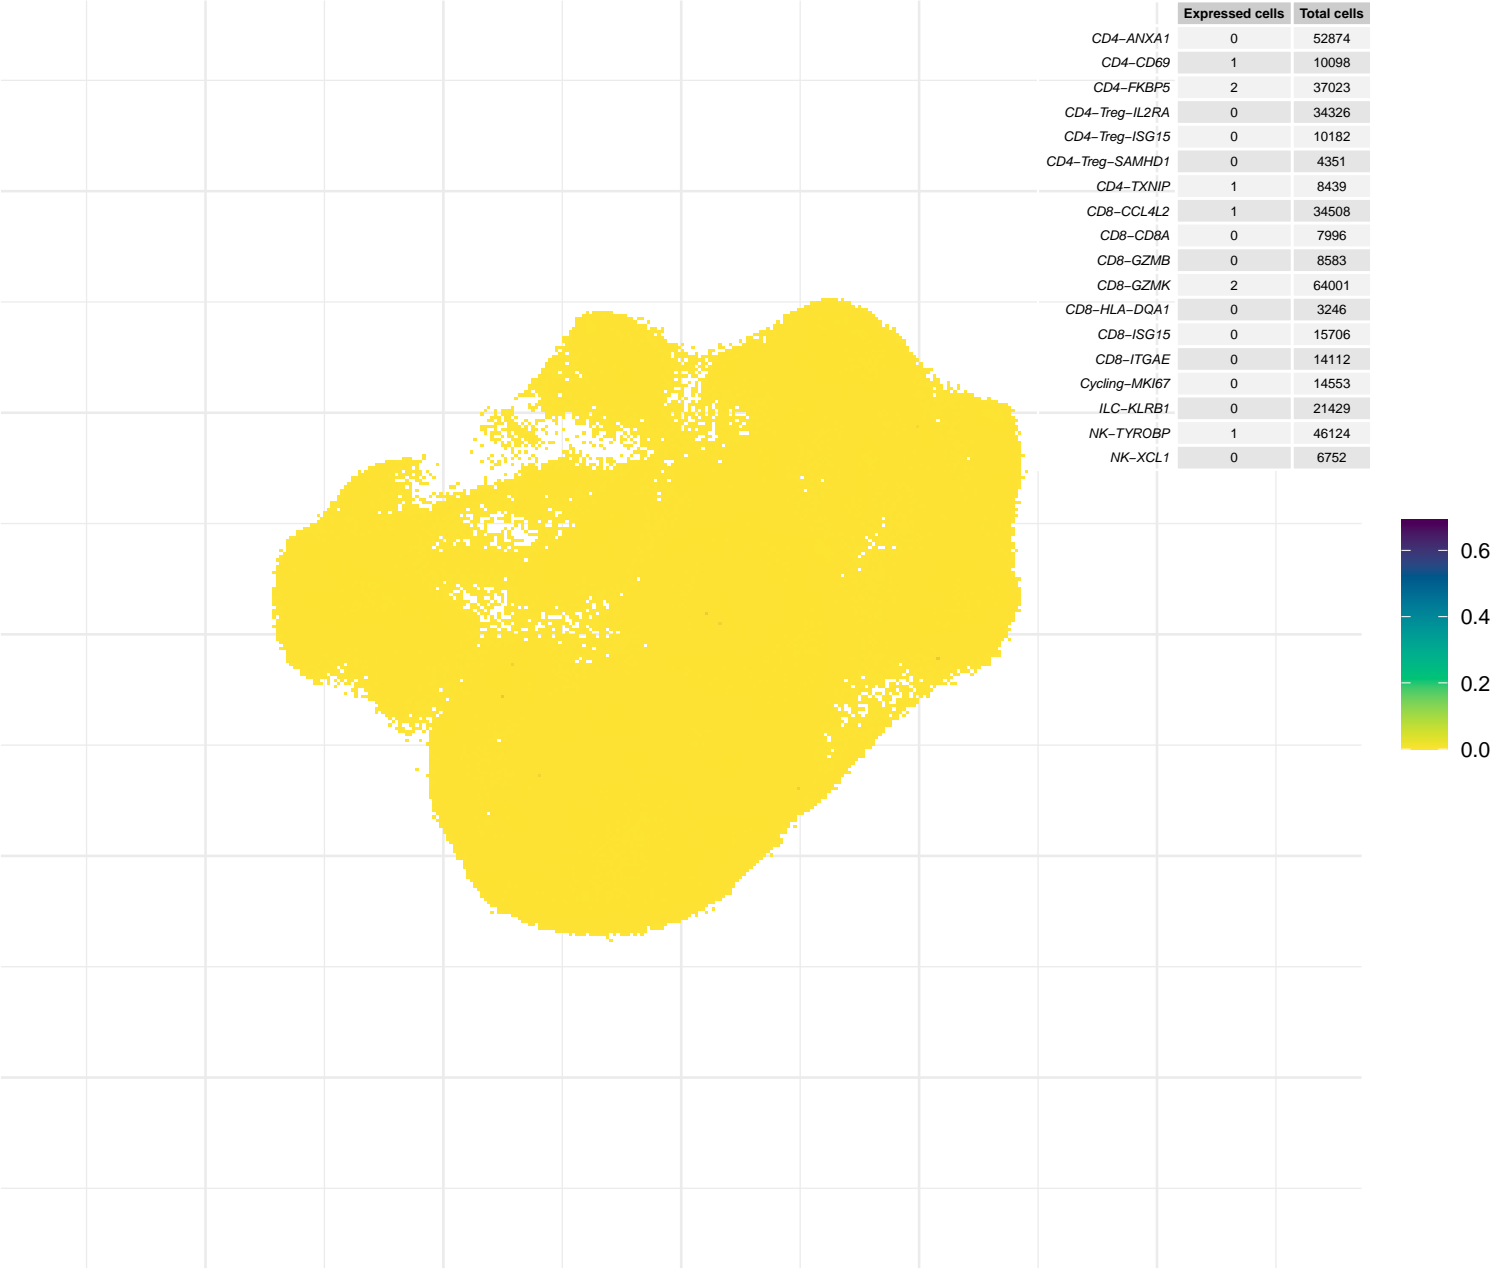 Expressed cells Total cells
CD4−ANXA1 0 52874
CD4−CD69 1 10098
CD4−FKBP5 2 37023
CD4−Treg−IL2RA 0 34326
CD4−Treg−ISG15 0 10182
CD4−Treg−SAMHD1 0 4351
CD4−TXNIP 1 8439
CD8−CCL4L2 1 34508
CD8−CD8A 0 7996
CD8−GZMB 0 8583
CD8−GZMK 2 64001
CD8−HLA−DQA1 0 3246
CD8−ISG15 0 15706
CD8−ITGAE 0 14112
Cycling−MKI67 0 14553
ILC−KLRB1 0 21429
NK−TYROBP 1 46124
NK−XCL1 0 6752
0.6
0.4
0.2
0.0